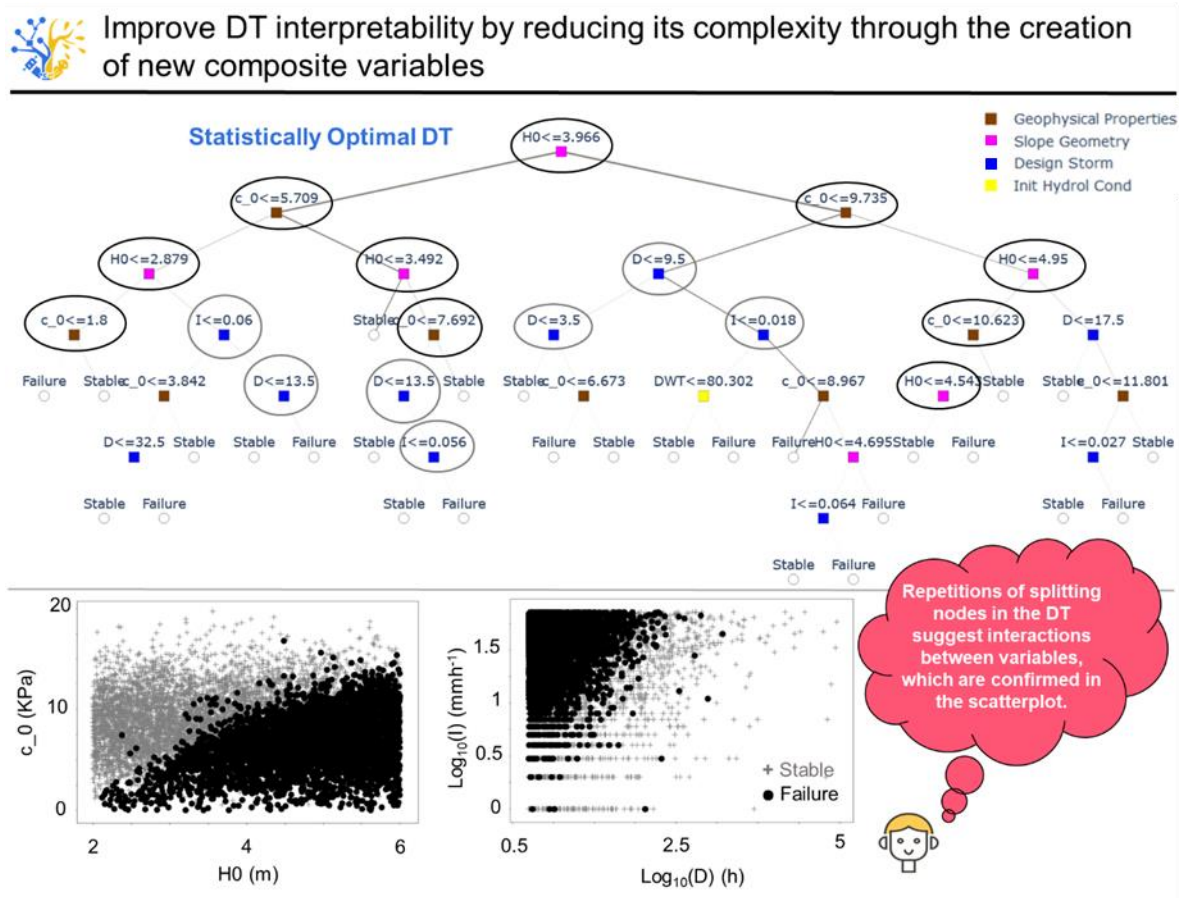 Improve DT interpretability by reducing its complexity through the creation
of new composite variables
Statistically Optimal DT
Geophysical Properties
Slope Geometry
Design Storm
Init Hydrol Cond
H0<=3.966
c_0<=5.709
c_0<=9.735
H0<=2.879
H0<=3.492
D<=9.5
H0<=4.95
c_0<=1.8
I<=0.06
Stable
c_0<=7.692
D<=3.5
I<=0.018
c_0<=10.623
D<=17.5
Failure
Stable
c_0<=3.842
D<=13.5
D<=13.5
Stable
Stable
c_0<=6.673
DWT<=80.302
c_0<=8.967
H0<=4.543
Stable
Stable
c_0<=11.801
D<=32.5
Stable
Stable
Failure
Stable
I<=0.056
Failure
Stable
Stable
Failure
Failure
H0<=4.695
Stable
Failure
I<=0.027
Stable
Stable
Failure
Stable
Failure
I<=0.064
Failure
Stable
Failure
Stable
Failure
20
10
0
c_0 (KPa)
2
4
6
H0 (m)
1.5
1
0.5
0
Log10(I) (mmh-1)
Stable
Failure
0.5
2.5
5
Log10(D) (h)
Repetitions of splitting
nodes in the DT
suggest interactions
between variables,
which are confirmed in
the scatterplot.